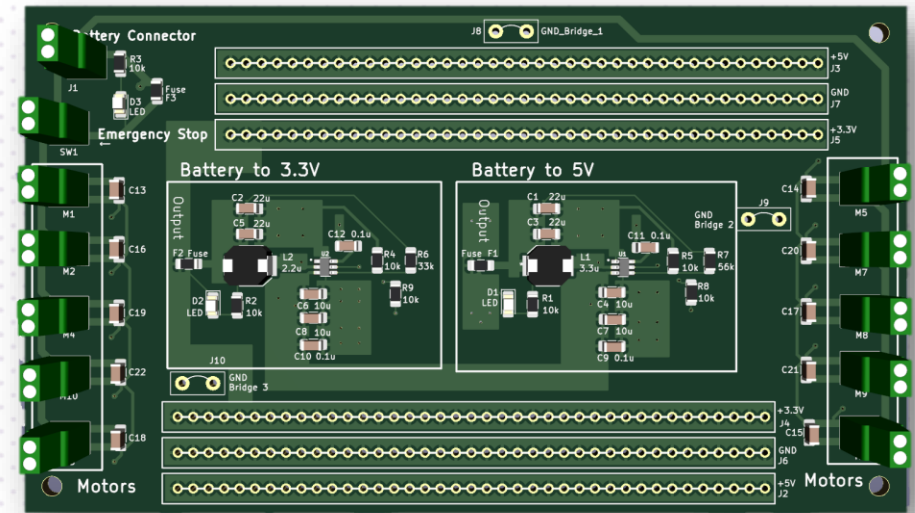 J8
GND_Bridge_1
Battery Connector
R3
10k
+5V
J3
J1
Fuse
F3
D3
LED
GND
J7
SW1
Emergency Stop
←
+3.3V
J5
Battery to 3.3V
Battery to 5V
M1
C13
Output
C2 22u
C5 22u
C12 0.1u
U2
L2
2.2u
R4
10k
R6
33k
F2 Fuse
D2
LED
R2
10k
R9
10k
C6 10u
C8 10u
C10 0.1u
Output
C1 22u
C3 22u
C11 0.1u
U1
L1
3.3u
R5
10k
R7
56k
Fuse F1
D1
LED
R1
10k
R8
10k
C4 10u
C7 10u
C9 0.1u
GND
Bridge 2
J9
C14
M5
M2
C16
C20
M7
M4
C19
C17
M8
M10
C22
C21
M9
C18
C15
J10
GND
Bridge 3
+3.3V
J4
GND
J6
+5V
J2
Motors
Motors